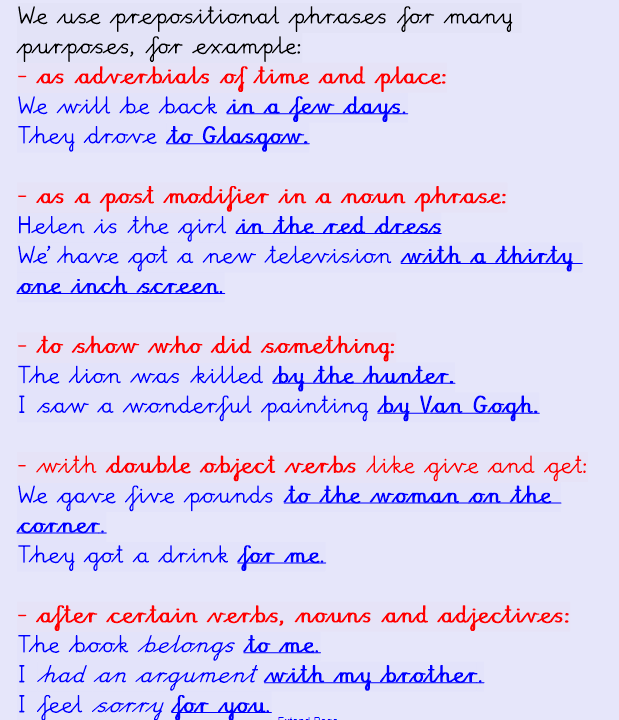 We use prepositional phrases for many
purposes, for example:
- as adverbials of time and place:
We will be back in a few days.
They drove to Glasgow.
- as a post modifier in a noun phrase:
Helen is the girl in the red dress
We' have got a new television with a thirty
one inch screen.
- to show who did something:
The lion was killed by the hunter.
I saw a wonderful painting by Van Gogh.
- with double object verbs like give and get:
We gave five pounds to the woman on the
corner.
They got a drink for me.
- after certain verbs, nouns and adjectives:
The book belongs to me.
I had an argument with my brother.
I feel sorry for you.